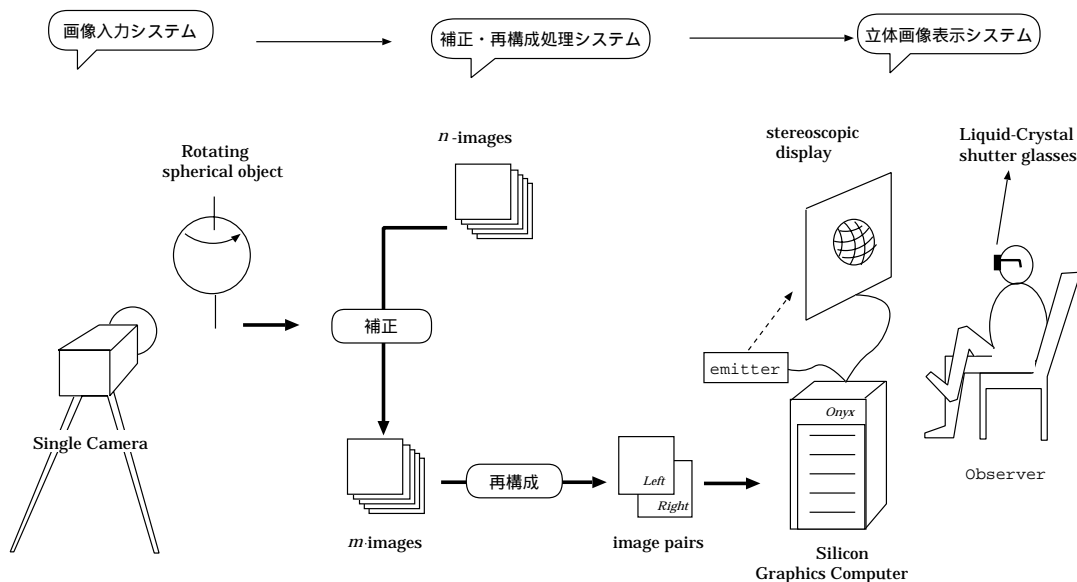 画像入力システム
補正・再構成処理システム
立体画像表示システム
Rotating
spherical object
n-images
stereoscopic
display
Liquid-Crystal
shutter glasses
補正
emitter
Onyx
Single Camera
再構成
Left
Right
Observer
m-images
image pairs
Silicon
Graphics Computer